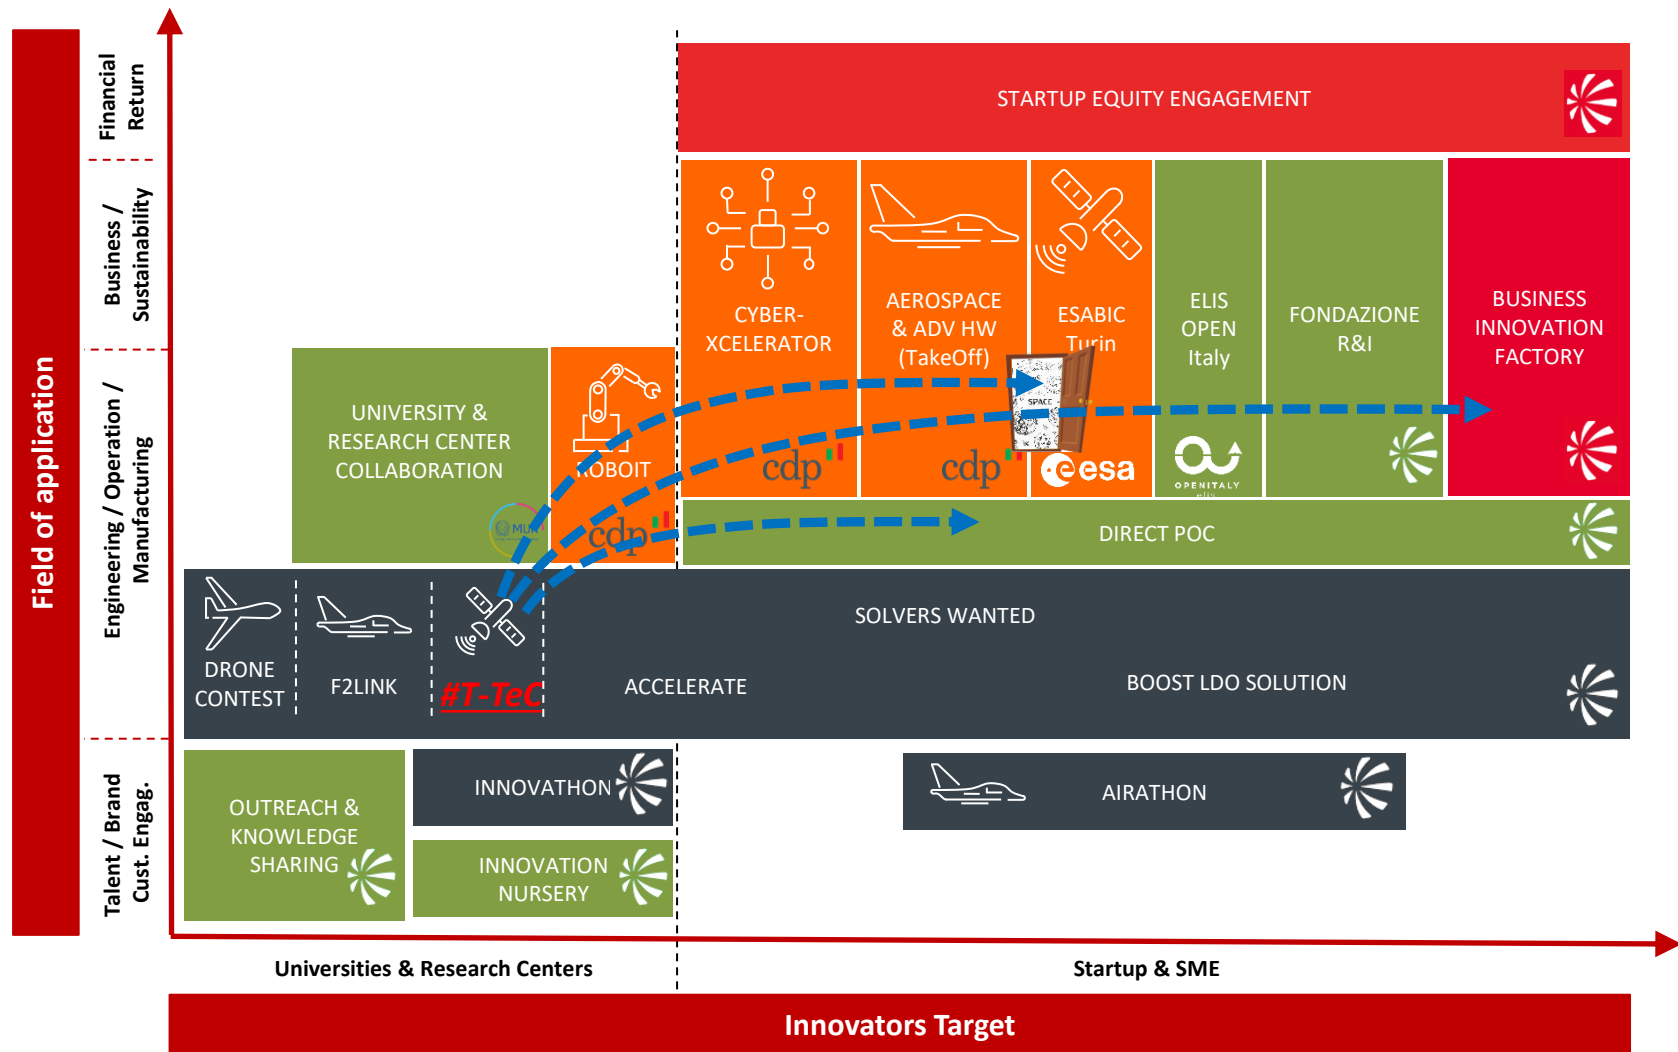 Field of application
Financial
Return
Business /
Sustainability
Engineering / Operation /
Manufacturing
Talent / Brand
Cust. Engag.
STARTUP EQUITY ENGAGEMENT
CYBER-
XCELERATOR
cdp
AEROSPACE
& ADV HW
(TakeOff)
cdp
ESABIC
Turin
SPACE
esa
ELIS
OPEN
Italy
OPENITALY
elis
FONDAZIONE
R&I
BUSINESS
INNOVATION
FACTORY
UNIVERSITY &
RESEARCH CENTER
COLLABORATION
MUR
ROBOIT
cdp
DIRECT POC
SOLVERS WANTED
DRONE
CONTEST
F2LINK
#T-TeC
ACCELERATE
BOOST LDO SOLUTION
OUTREACH &
KNOWLEDGE
SHARING
INNOVATHON
INNOVATION
NURSERY
AIRATHON
Universities & Research Centers
Startup & SME
Innovators Target